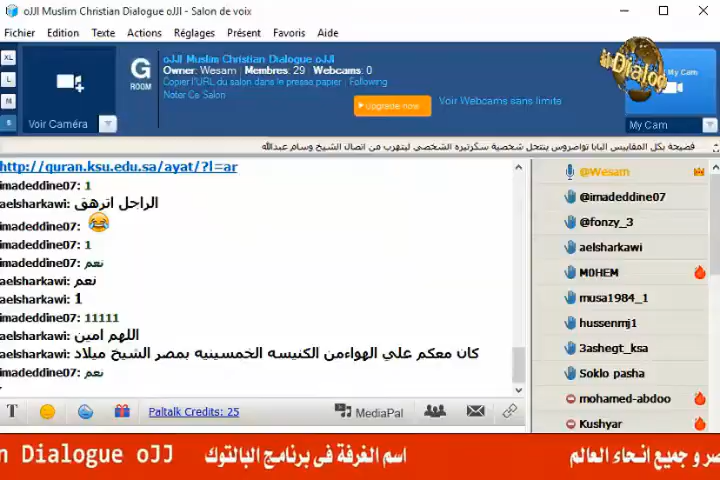 oJJI Muslim Christian Dialogue oJJI - Salon de voix
Fichier Edition Texte Actions Réglages Présent Favoris Aide
XL
L
M
S
Voir Caméra
G
ROOM
oJJI Muslim Christian Dialogue oJJI
Owner: Wesam | Membres: 29 | Webcams: 0
Copier l'URL du salon dans le presse papier | Following
Noter Ce Salon
Upgrade now
Voir Webcams sans limite
Dialog
My Cam
My Cam
فضيحة بكل المقاييس البابا تواضروس ينتحل شخصية سكرتيره الشخصي ليتهرب من اتصال الشيخ وسام عبدالله
http://quran.ksu.edu.sa/ayat/?l=ar
imadeddine07: 1
aelsharkawi: الراجل اترهق
imadeddine07: 😂
imadeddine07: 1
imadeddine07: نعم
aelsharkawi: نعم
aelsharkawi: 1
imadeddine07: 11111
aelsharkawi: اللهم امين
aelsharkawi: كان معكم علي الهواءمن الكنيسه الخمسينيه بمصر الشيخ ميلاد
imadeddine07: نعم
@Wesam
@imadeddine07
@fonzy_3
aelsharkawi
M0HEM
musa1984_1
hussenmj1
3ashegt_ksa
Soklo pasha
mohamed-abdoo
Kushyar
T
Paltalk Credits: 25
MediaPal
n Dialogue oJJ اسم الغرفة فى برنامج البالتوك
صر و جميع انحاء العالم